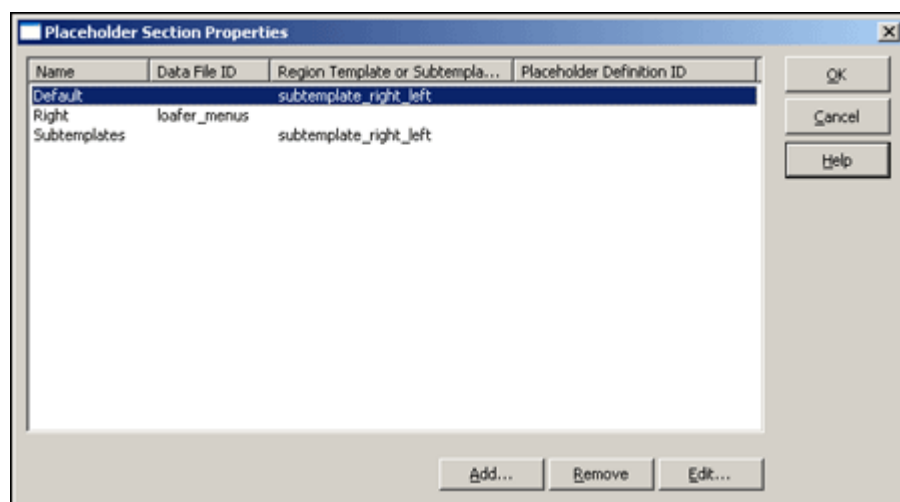 Placeholder Section Properties
Name Data File ID Region Template or Subtempla... Placeholder Definition ID
Default subtemplate_right_left
Right loafer_menus
Subtemplates subtemplate_right_left
OK
Cancel
Help
Add... Remove Edit...